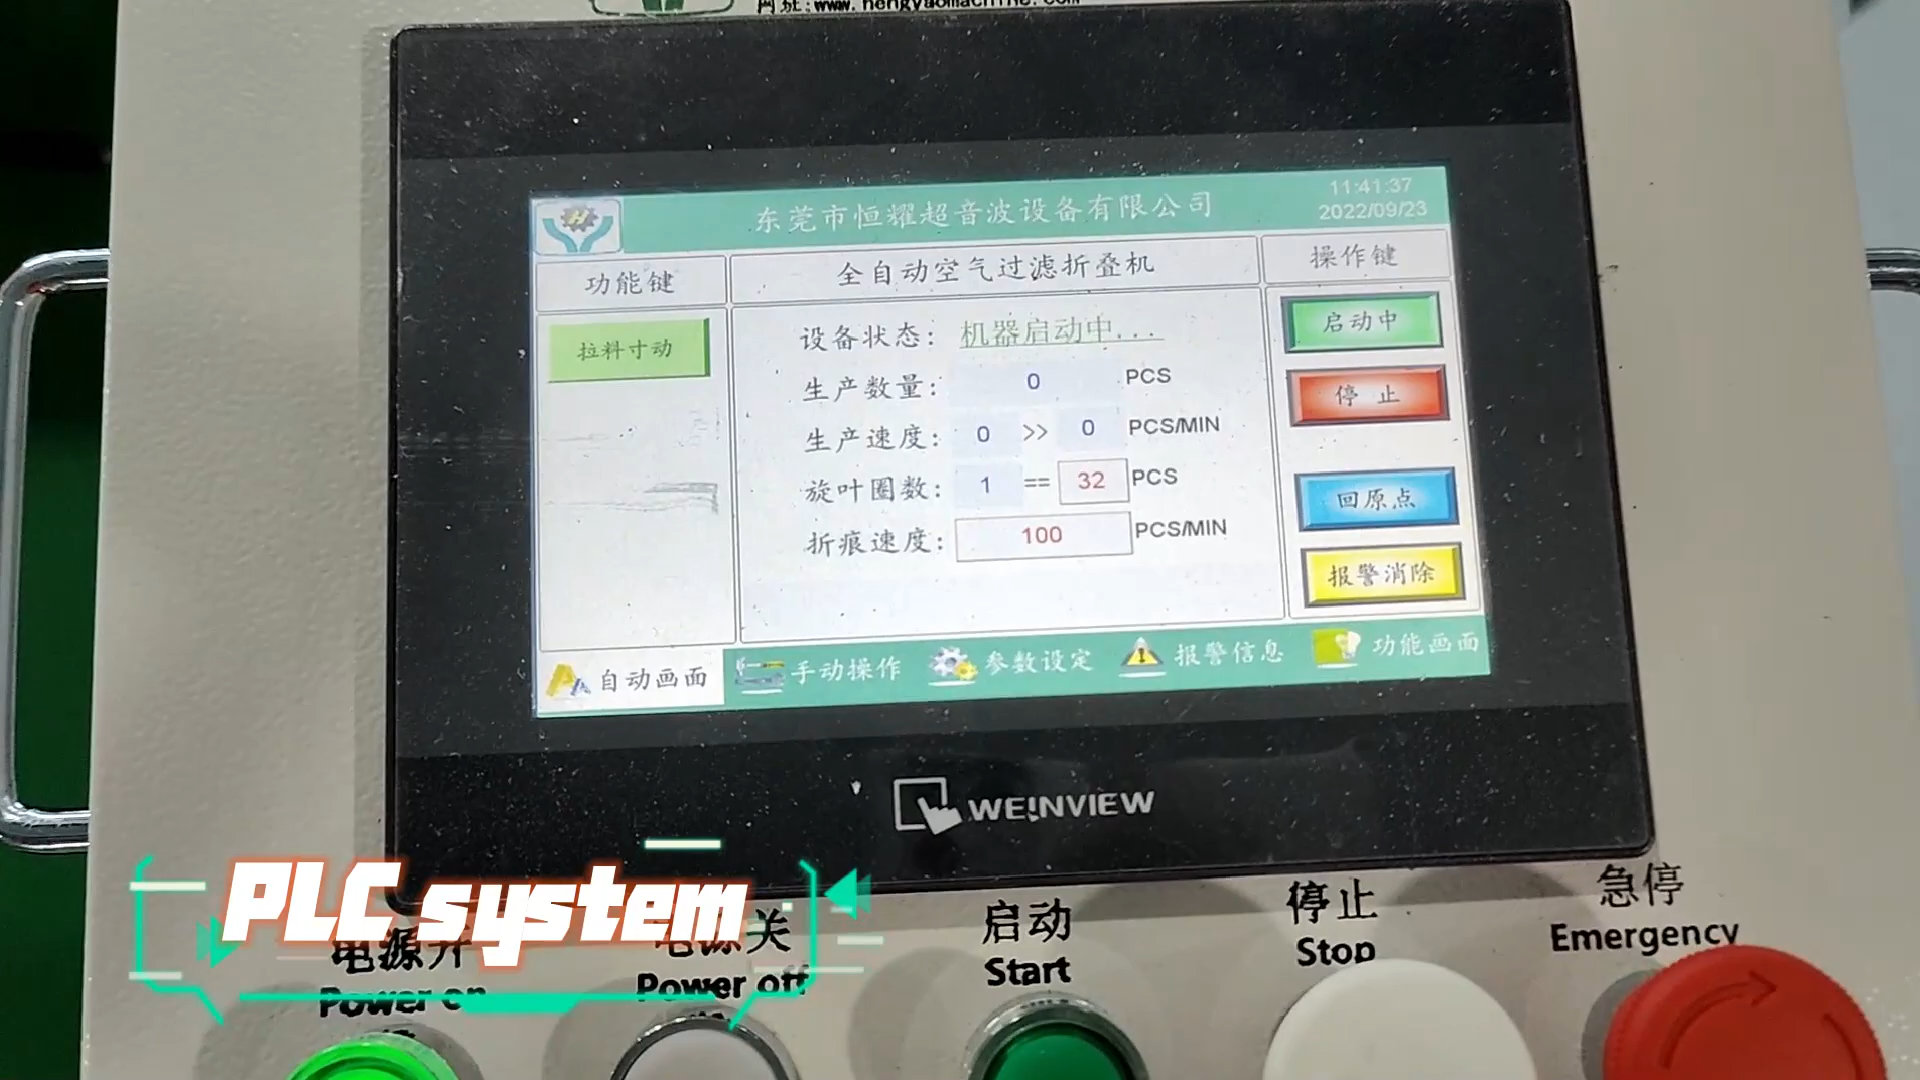 网址:www.hengyaomachine.com
东莞市恒耀超音波设备有限公司
11:41:37
2022/09/23
H
功能键
全自动空气过滤折叠机
操作键
拉料寸动
设备状态: 机器启动中...
生产数量: 0 PCS
生产速度: 0 >> 0 PCS/MIN
旋叶圈数: 1 == 32 PCS
折痕速度: 100 PCS/MIN
启动中
停 止
回原点
报警消除
自动画面
手动操作
参数设定
报警信息
功能画面
WEINVIEW
PLC system
电源开
Power on
电源关
Power off
启动
Start
停止
Stop
急停
Emergency